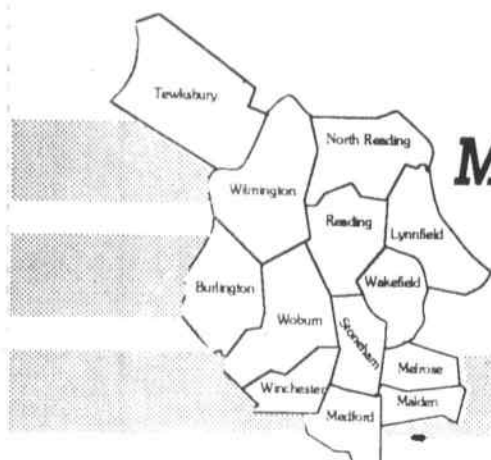 Tewksbury
North Reading
M
Wilmington
Reading
Lynnfield
Burlington
Wakefield
Woburn
Stoneham
Melrose
Winchester
Malden
Medford